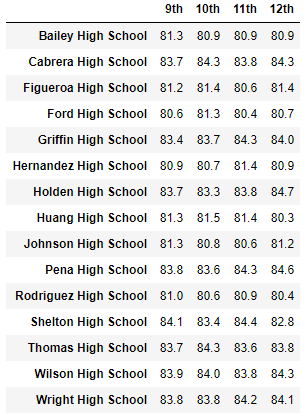 9th 10th 11th 12th
Bailey High School 81.3 80.9 80.9 80.9
Cabrera High School 83.7 84.3 83.8 84.3
Figueroa High School 81.2 81.4 80.6 81.4
Ford High School 80.6 81.3 80.4 80.7
Griffin High School 83.4 83.7 84.3 84.0
Hernandez High School 80.9 80.7 81.4 80.9
Holden High School 83.7 83.3 83.8 84.7
Huang High School 81.3 81.5 81.4 80.3
Johnson High School 81.3 80.8 80.6 81.2
Pena High School 83.8 83.6 84.3 84.6
Rodriguez High School 81.0 80.6 80.9 80.4
Shelton High School 84.1 83.4 84.4 82.8
Thomas High School 83.7 84.3 83.6 83.8
Wilson High School 83.9 84.0 83.8 84.3
Wright High School 83.8 83.8 84.2 84.1